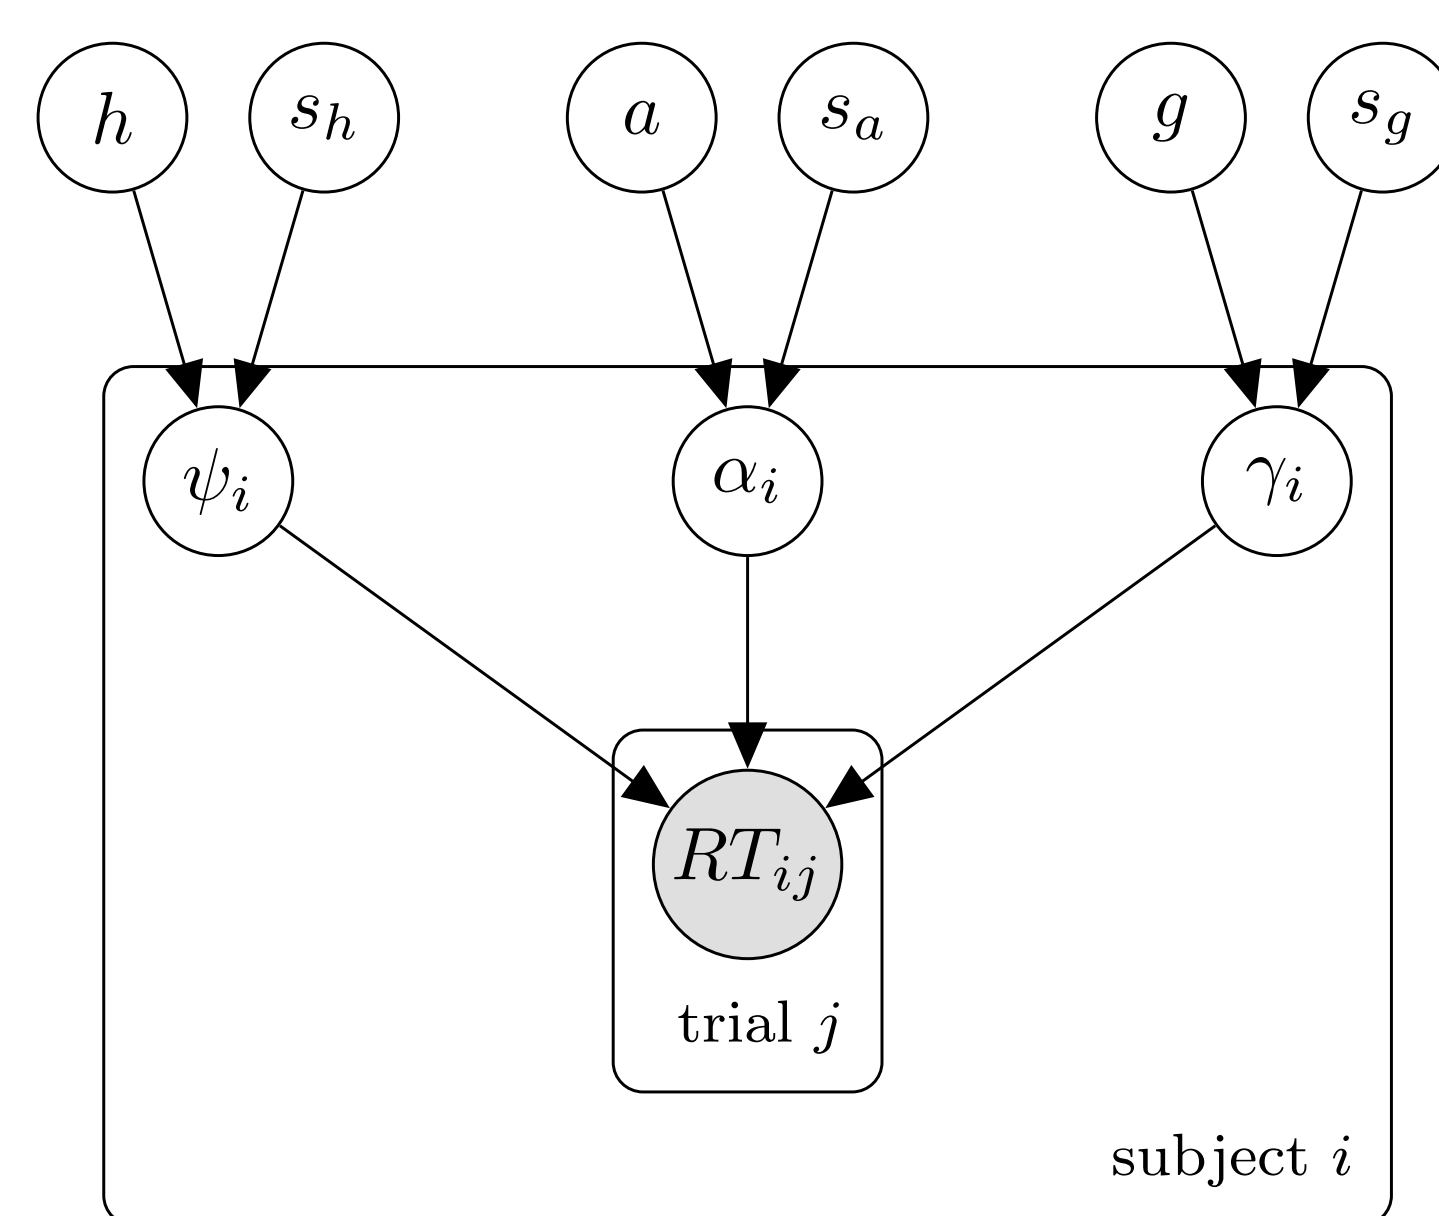 h s_h a s_a g s_g
ψ_i α_i γ_i
RT_ij
trial j
subject i